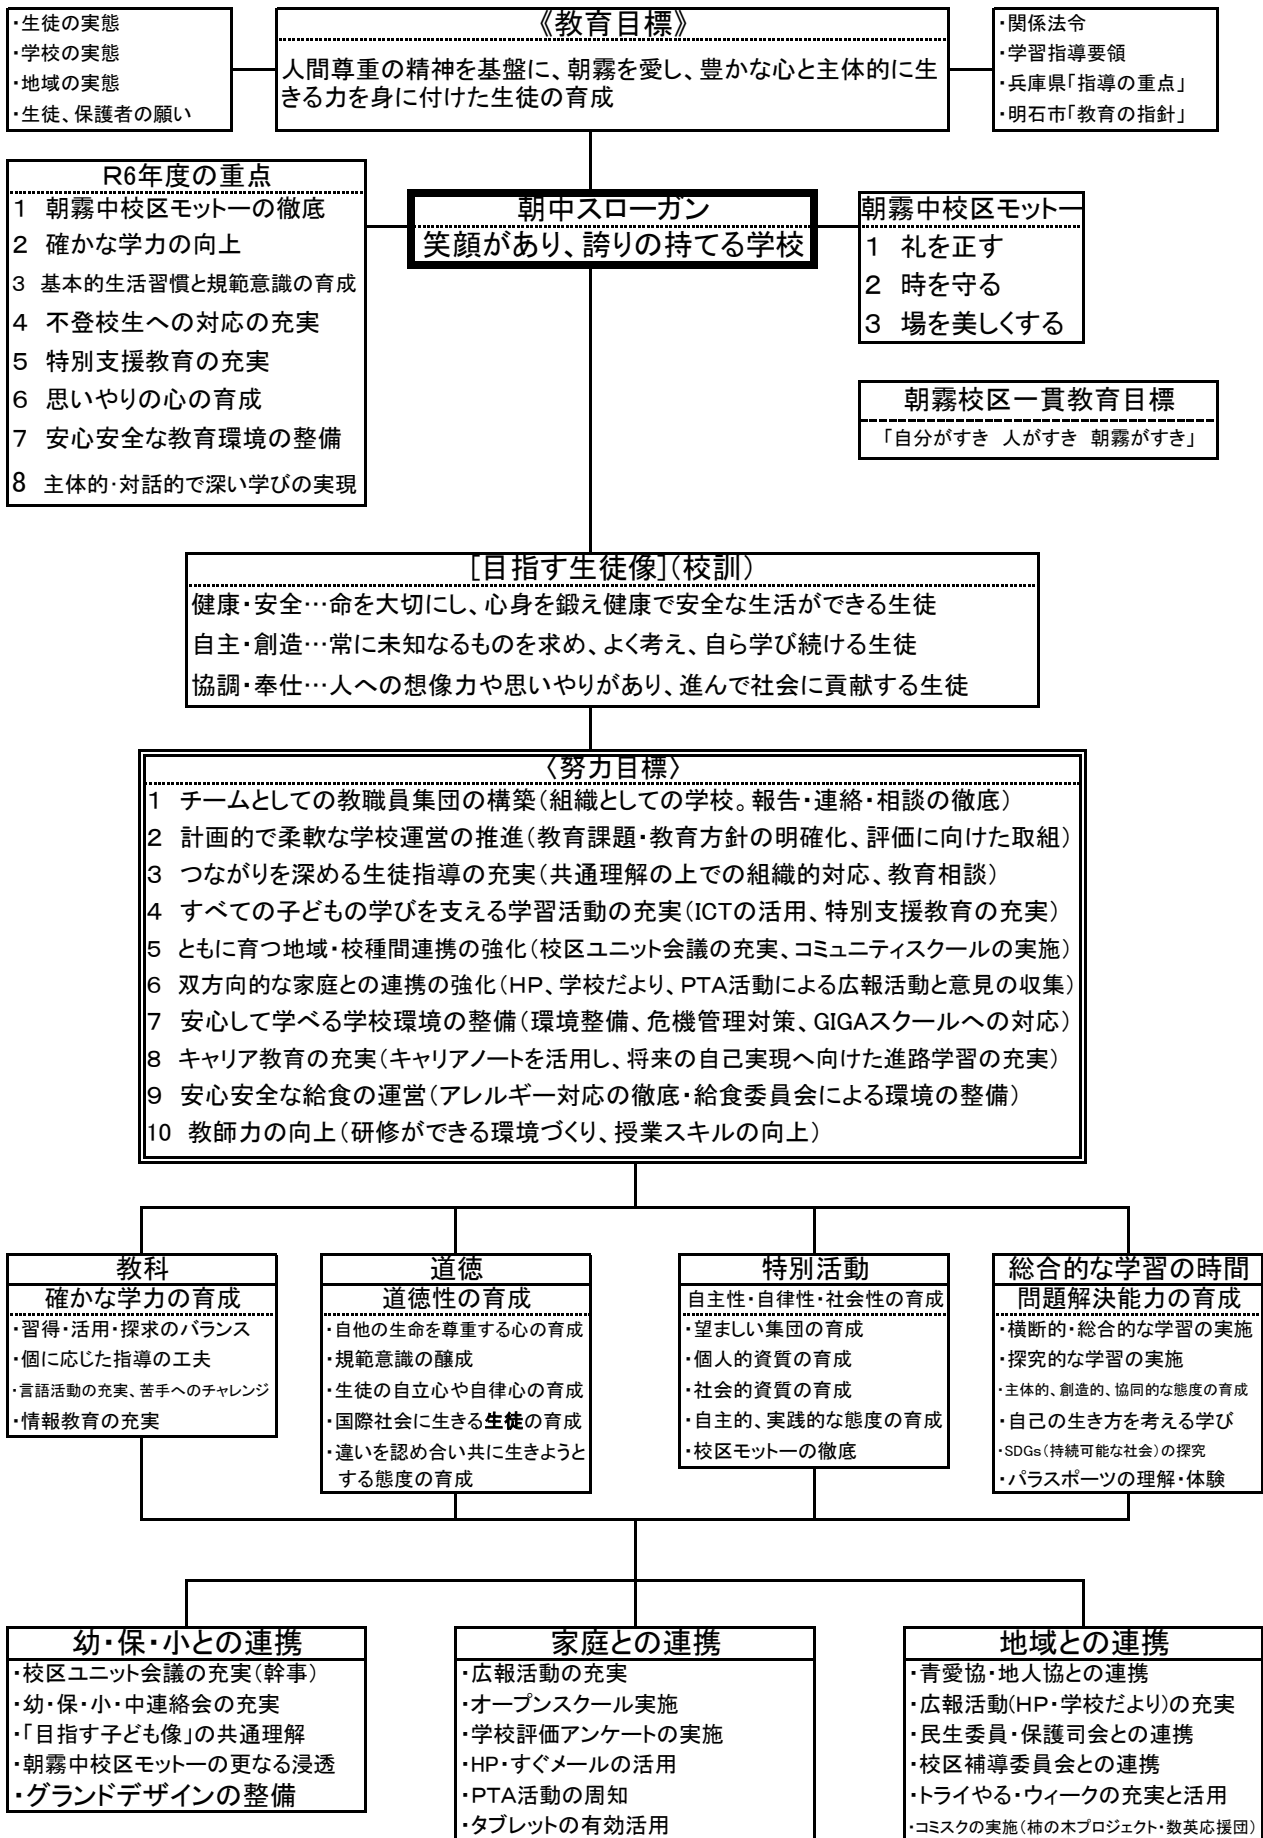 ・生徒の実態
・学校の実態
・地域の実態
・生徒、保護者の願い
《教育目標》
人間尊重の精神を基盤に、朝霧を愛し、豊かな心と主体的に生
きる力を身に付けた生徒の育成
・関係法令
・学習指導要領
・兵庫県「指導の重点」
・明石市「教育の指針」
R6年度の重点
1 朝霧中校区モットーの徹底
2 確かな学力の向上
3 基本的生活習慣と規範意識の育成
4 不登校生への対応の充実
5 特別支援教育の充実
6 思いやりの心の育成
7 安心安全な教育環境の整備
8 主体的・対話的で深い学びの実現
朝中スローガン
笑顔があり、誇りの持てる学校
朝霧中校区モットー
1 礼を正す
2 時を守る
3 場を美しくする
朝霧校区一貫教育目標
「自分がすき 人がすき 朝霧がすき」
[目指す生徒像](校訓)
健康・安全…命を大切にし、心身を鍛え健康で安全な生活ができる生徒
自主・創造…常に未知なるものを求め、よく考え、自ら学び続ける生徒
協調・奉仕…人への想像力や思いやりがあり、進んで社会に貢献する生徒
〈努力目標〉
1 チームとしての教職員集団の構築(組織としての学校。報告・連絡・相談の徹底)
2 計画的で柔軟な学校運営の推進(教育課題・教育方針の明確化、評価に向けた取組)
3 つながりを深める生徒指導の充実(共通理解の上での組織的対応、教育相談)
4 すべての子どもの学びを支える学習活動の充実(ICTの活用、特別支援教育の充実)
5 ともに育つ地域・校種間連携の強化(校区ユニット会議の充実、コミュニティスクールの実施)
6 双方向的な家庭との連携の強化(HP、学校だより、PTA活動による広報活動と意見の収集)
7 安心して学べる学校環境の整備(環境整備、危機管理対策、GIGAスクールへの対応)
8 キャリア教育の充実(キャリアノートを活用し、将来の自己実現へ向けた進路学習の充実)
9 安心安全な給食の運営(アレルギー対応の徹底・給食委員会による環境の整備)
10 教師力の向上(研修ができる環境づくり、授業スキルの向上)
教科
確かな学力の育成
・習得・活用・探求のバランス
・個に応じた指導の工夫
・言語活動の充実、苦手へのチャレンジ
・情報教育の充実
道徳
道徳性の育成
・自他の生命を尊重する心の育成
・規範意識の醸成
・生徒の自立心や自律心の育成
・国際社会に生きる生徒の育成
・違いを認め合い共に生きようと
する態度の育成
特別活動
自主性・自律性・社会性の育成
・望ましい集団の育成
・個人的資質の育成
・社会的資質の育成
・自主的、実践的な態度の育成
・校区モットーの徹底
総合的な学習の時間
問題解決能力の育成
・横断的・総合的な学習の実施
・探究的な学習の実施
・主体的、創造的、協同的な態度の育成
・自己の生き方を考える学び
・SDGs(持続可能な社会)の探究
・パラスポーツの理解・体験
幼・保・小との連携
・校区ユニット会議の充実(幹事)
・幼・保・小・中連絡会の充実
・「目指す子ども像」の共通理解
・朝霧中校区モットーの更なる浸透
・グランドデザインの整備
家庭との連携
・広報活動の充実
・オープンスクール実施
・学校評価アンケートの実施
・HP・すぐメールの活用
・PTA活動の周知
・タブレットの有効活用
地域との連携
・青愛協・地人協との連携
・広報活動(HP・学校だより)の充実
・民生委員・保護司会との連携
・校区補導委員会との連携
・トライやる・ウィークの充実と活用
・コミスクの実施(柿の木プロジェクト・数英応援団)